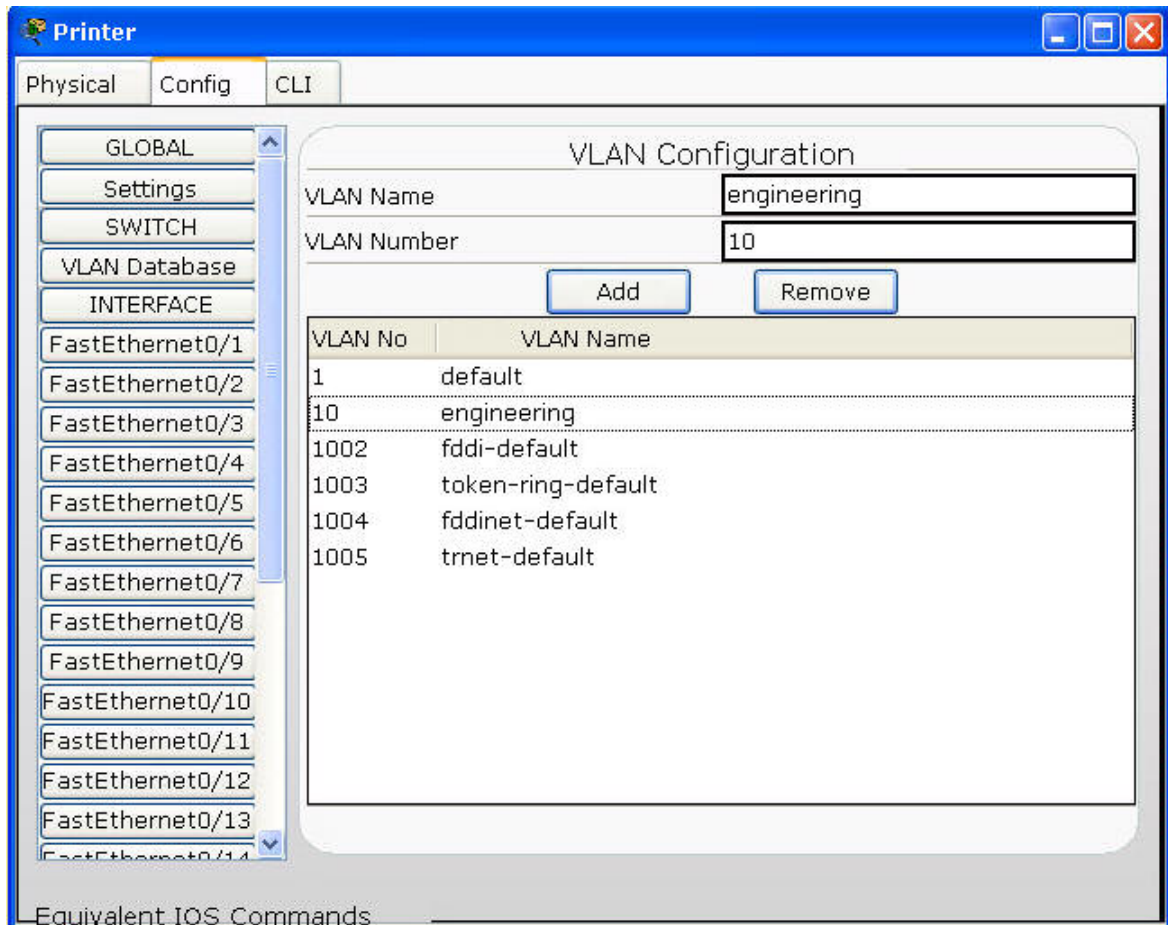 Printer
Physical Config CLI
GLOBAL
Settings
SWITCH
VLAN Database
INTERFACE
FastEthernet0/1
FastEthernet0/2
FastEthernet0/3
FastEthernet0/4
FastEthernet0/5
FastEthernet0/6
FastEthernet0/7
FastEthernet0/8
FastEthernet0/9
FastEthernet0/10
FastEthernet0/11
FastEthernet0/12
FastEthernet0/13
FastEthernet0/14
VLAN Configuration
VLAN Name engineering
VLAN Number 10
Add Remove
VLAN No VLAN Name
1 default
10 engineering
1002 fddi-default
1003 token-ring-default
1004 fddinet-default
1005 trnet-default
Equivalent IOS Commands